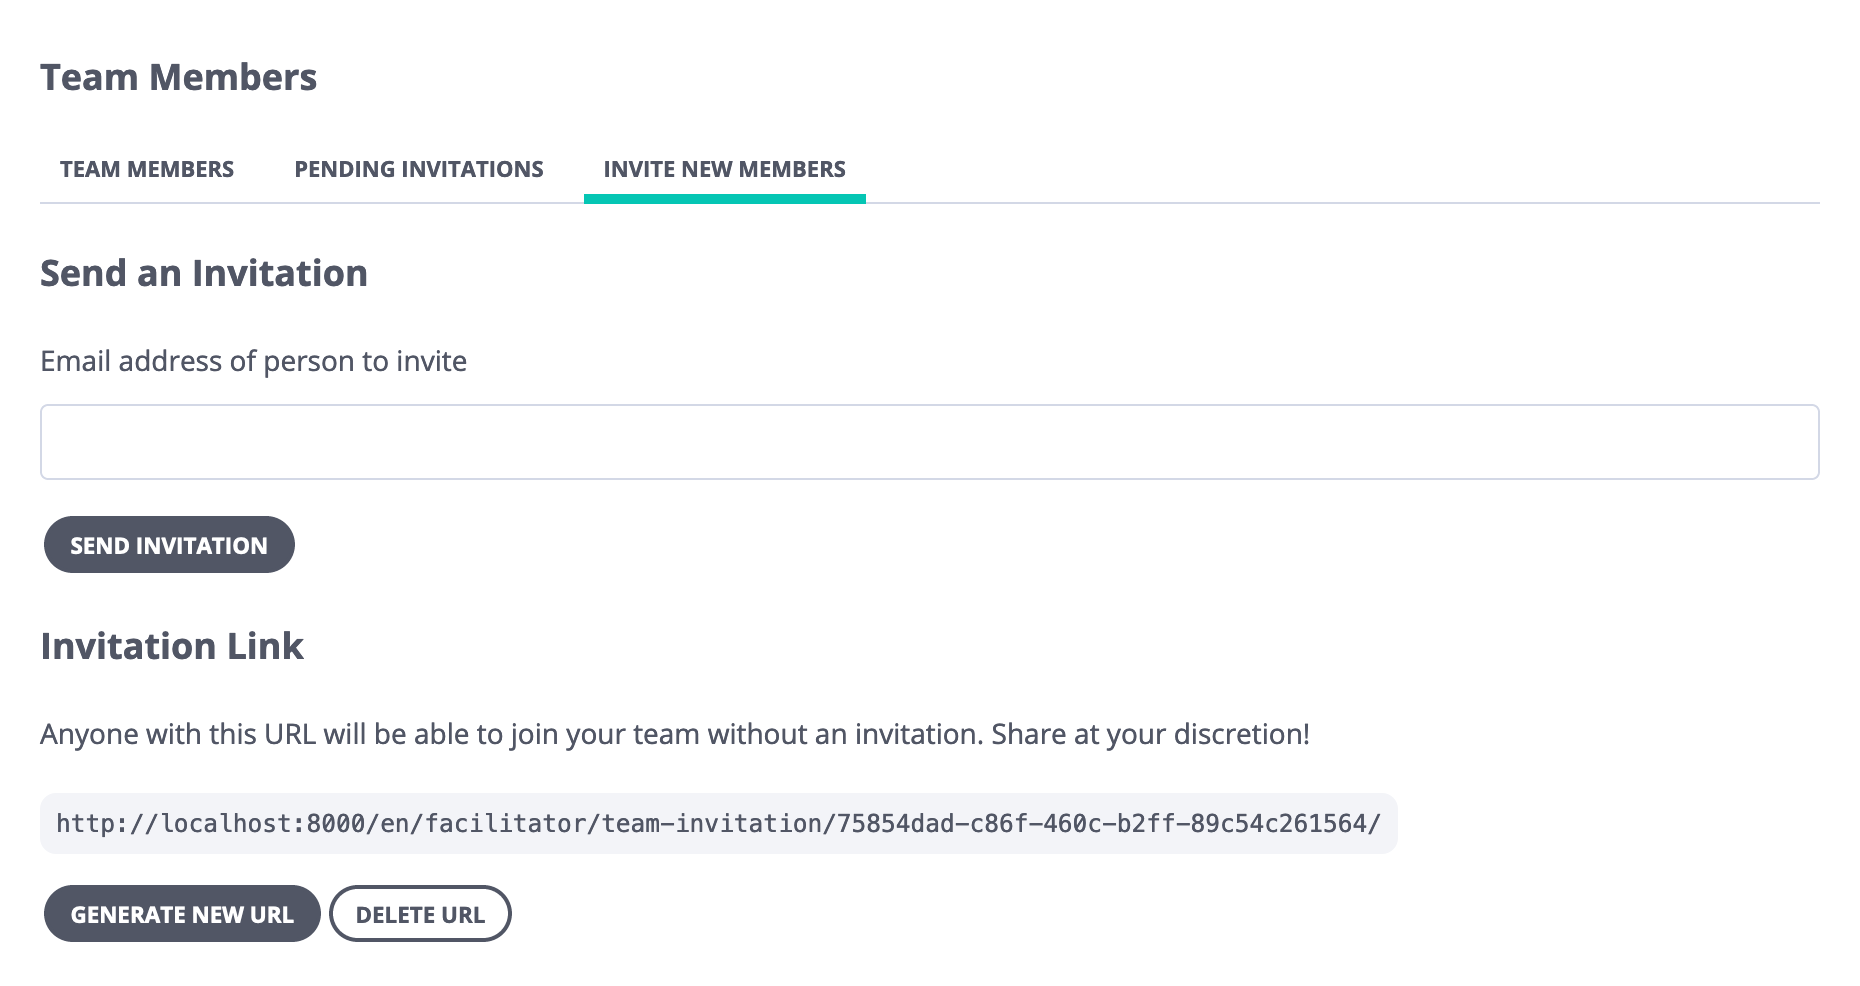 Team Members
TEAM MEMBERS PENDING INVITATIONS INVITE NEW MEMBERS
Send an Invitation
Email address of person to invite
SEND INVITATION
Invitation Link
Anyone with this URL will be able to join your team without an invitation. Share at your discretion!
http://localhost:8000/en/facilitator/team-invitation/75854dad-c86f-460c-b2ff-89c54c261564/
GENERATE NEW URL DELETE URL